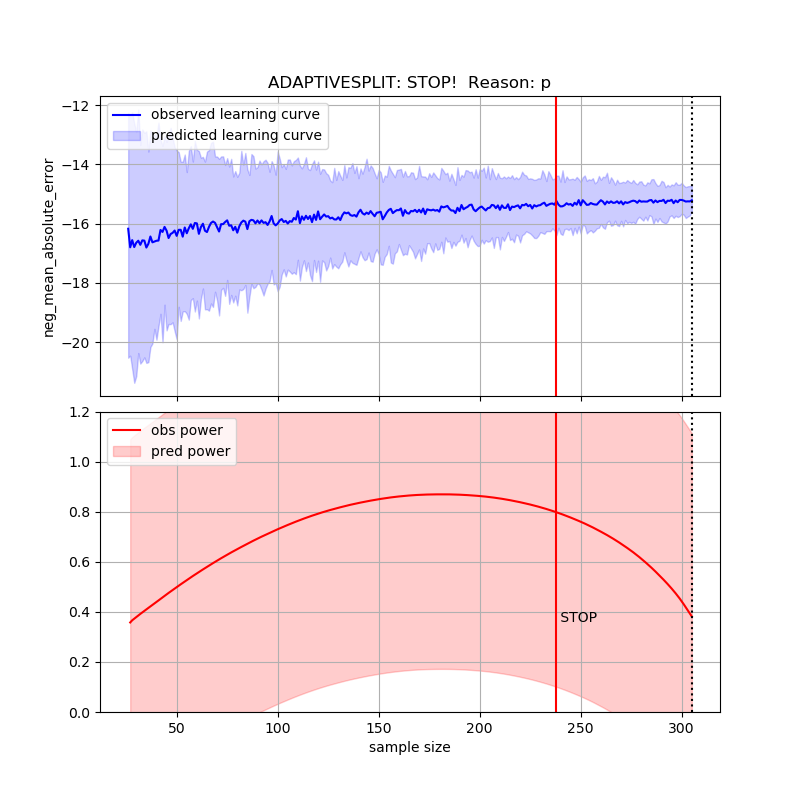 ADAPTIVESPLIT: STOP!  Reason: p
observed learning curve
predicted learning curve
neg_mean_absolute_error
−12
−14
−16
−18
−20
obs power
pred power
1.2
1.0
0.8
0.6
0.4
0.2
0.0
STOP
50 100 150 200 250 300
sample size